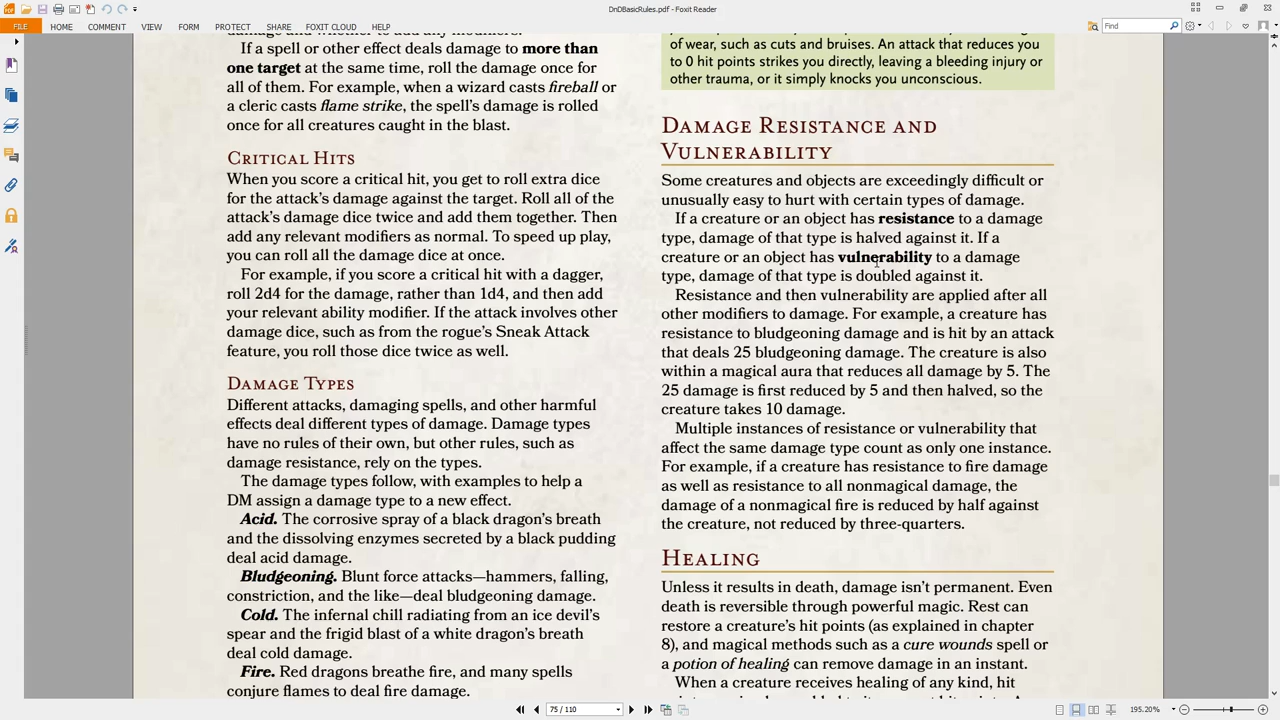 DnDBasicRules.pdf - Foxit Reader
FILE HOME COMMENT VIEW FORM PROTECT SHARE FOXIT CLOUD HELP
Find
If a spell or other effect deals damage to more than
one target at the same time, roll the damage once for
all of them. For example, when a wizard casts fireball or
a cleric casts flame strike, the spell's damage is rolled
once for all creatures caught in the blast.
CRITICAL HITS
When you score a critical hit, you get to roll extra dice
for the attack's damage against the target. Roll all of the
attack's damage dice twice and add them together. Then
add any relevant modifiers as normal. To speed up play,
you can roll all the damage dice at once.
For example, if you score a critical hit with a dagger,
roll 2d4 for the damage, rather than 1d4, and then add
your relevant ability modifier. If the attack involves other
damage dice, such as from the rogue's Sneak Attack
feature, you roll those dice twice as well.
DAMAGE TYPES
Different attacks, damaging spells, and other harmful
effects deal different types of damage. Damage types
have no rules of their own, but other rules, such as
damage resistance, rely on the types.
The damage types follow, with examples to help a
DM assign a damage type to a new effect.
Acid. The corrosive spray of a black dragon's breath
and the dissolving enzymes secreted by a black pudding
deal acid damage.
Bludgeoning. Blunt force attacks—hammers, falling,
constriction, and the like—deal bludgeoning damage.
Cold. The infernal chill radiating from an ice devil's
spear and the frigid blast of a white dragon's breath
deal cold damage.
Fire. Red dragons breathe fire, and many spells
conjure flames to deal fire damage.
of wear, such as cuts and bruises. An attack that reduces you
to 0 hit points strikes you directly, leaving a bleeding injury or
other trauma, or it simply knocks you unconscious.
DAMAGE RESISTANCE AND
VULNERABILITY
Some creatures and objects are exceedingly difficult or
unusually easy to hurt with certain types of damage.
If a creature or an object has resistance to a damage
type, damage of that type is halved against it. If a
creature or an object has vulnerability to a damage
type, damage of that type is doubled against it.
Resistance and then vulnerability are applied after all
other modifiers to damage. For example, a creature has
resistance to bludgeoning damage and is hit by an attack
that deals 25 bludgeoning damage. The creature is also
within a magical aura that reduces all damage by 5. The
25 damage is first reduced by 5 and then halved, so the
creature takes 10 damage.
Multiple instances of resistance or vulnerability that
affect the same damage type count as only one instance.
For example, if a creature has resistance to fire damage
as well as resistance to all nonmagical damage, the
damage of a nonmagical fire is reduced by half against
the creature, not reduced by three-quarters.
HEALING
Unless it results in death, damage isn't permanent. Even
death is reversible through powerful magic. Rest can
restore a creature's hit points (as explained in chapter
8), and magical methods such as a cure wounds spell or
a potion of healing can remove damage in an instant.
When a creature receives healing of any kind, hit
75 / 110
195.20%